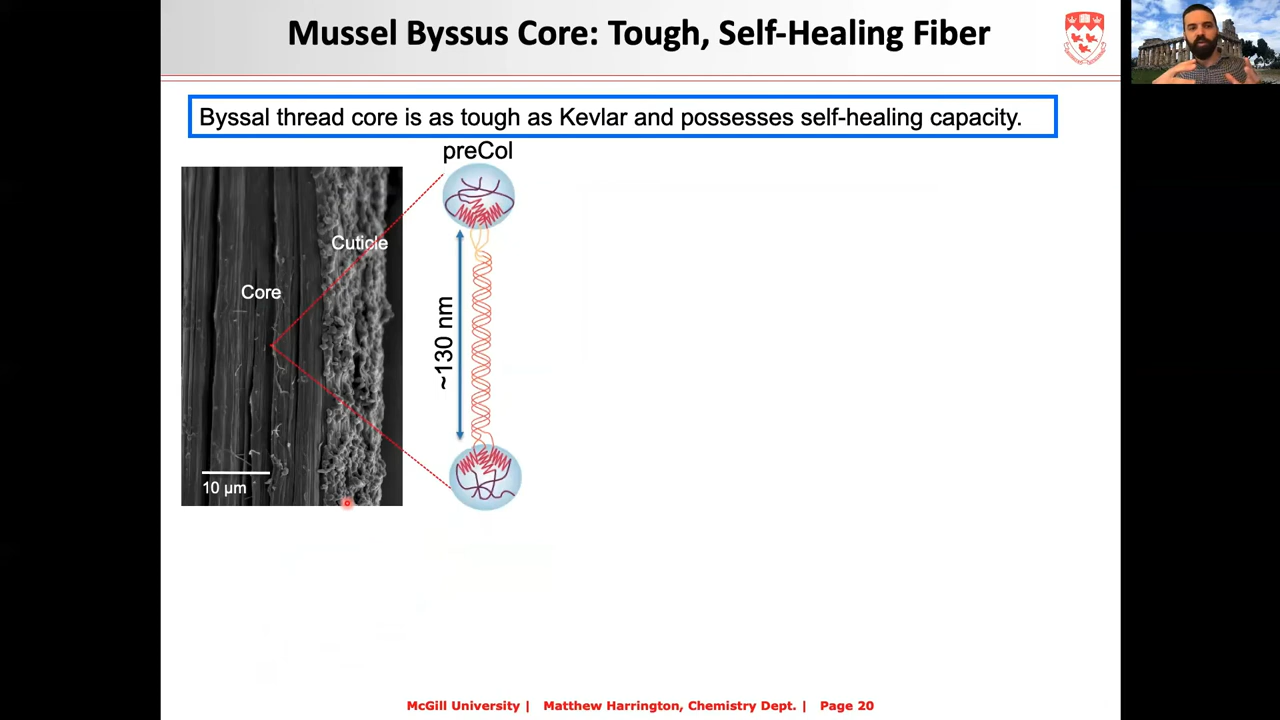 Mussel Byssus Core: Tough, Self-Healing Fiber
Byssal thread core is as tough as Kevlar and possesses self-healing capacity.
preCol
Cuticle
Core
~130 nm
10 µm
McGill University | Matthew Harrington, Chemistry Dept. | Page 20